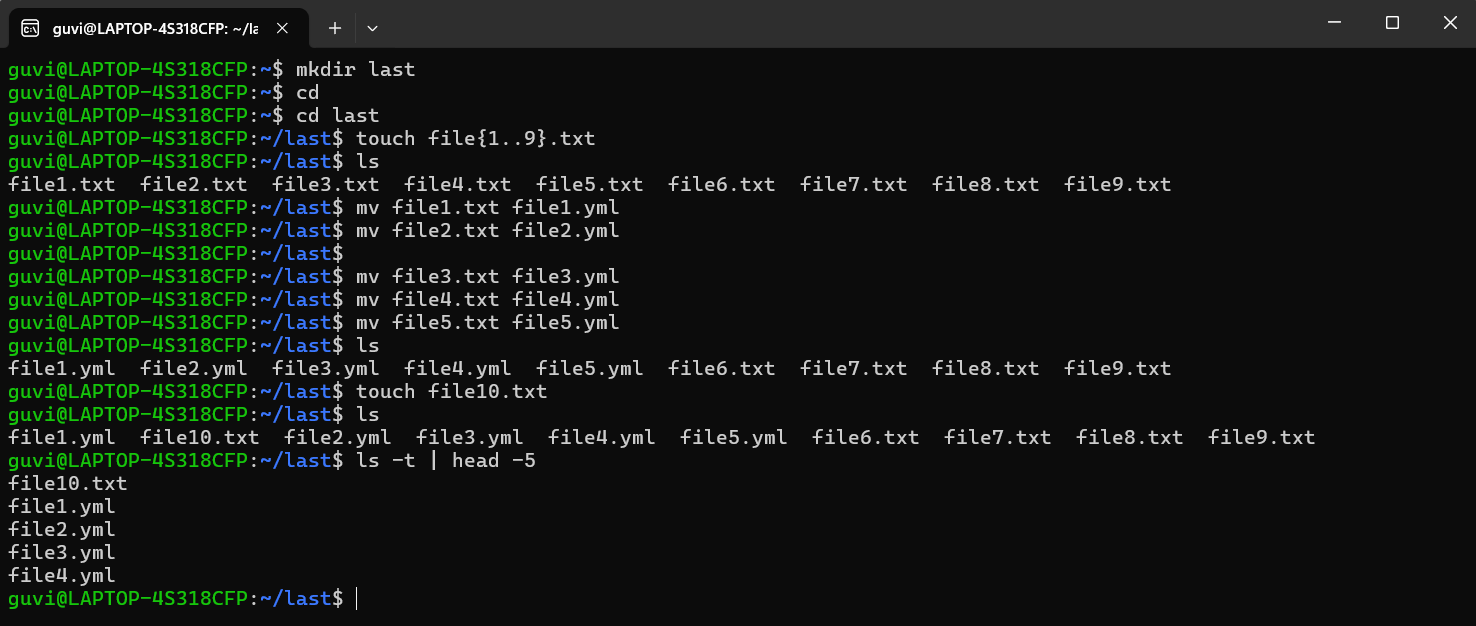 guvi@LAPTOP-4S318CFP: ~/la
guvi@LAPTOP-4S318CFP:~$ mkdir last
guvi@LAPTOP-4S318CFP:~$ cd
guvi@LAPTOP-4S318CFP:~$ cd last
guvi@LAPTOP-4S318CFP:~/last$ touch file{1..9}.txt
guvi@LAPTOP-4S318CFP:~/last$ ls
file1.txt  file2.txt  file3.txt  file4.txt  file5.txt  file6.txt  file7.txt  file8.txt  file9.txt
guvi@LAPTOP-4S318CFP:~/last$ mv file1.txt file1.yml
guvi@LAPTOP-4S318CFP:~/last$ mv file2.txt file2.yml
guvi@LAPTOP-4S318CFP:~/last$
guvi@LAPTOP-4S318CFP:~/last$ mv file3.txt file3.yml
guvi@LAPTOP-4S318CFP:~/last$ mv file4.txt file4.yml
guvi@LAPTOP-4S318CFP:~/last$ mv file5.txt file5.yml
guvi@LAPTOP-4S318CFP:~/last$ ls
file1.yml  file2.yml  file3.yml  file4.yml  file5.yml  file6.txt  file7.txt  file8.txt  file9.txt
guvi@LAPTOP-4S318CFP:~/last$ touch file10.txt
guvi@LAPTOP-4S318CFP:~/last$ ls
file1.yml  file10.txt  file2.yml  file3.yml  file4.yml  file5.yml  file6.txt  file7.txt  file8.txt  file9.txt
guvi@LAPTOP-4S318CFP:~/last$ ls -t | head -5
file10.txt
file1.yml
file2.yml
file3.yml
file4.yml
guvi@LAPTOP-4S318CFP:~/last$